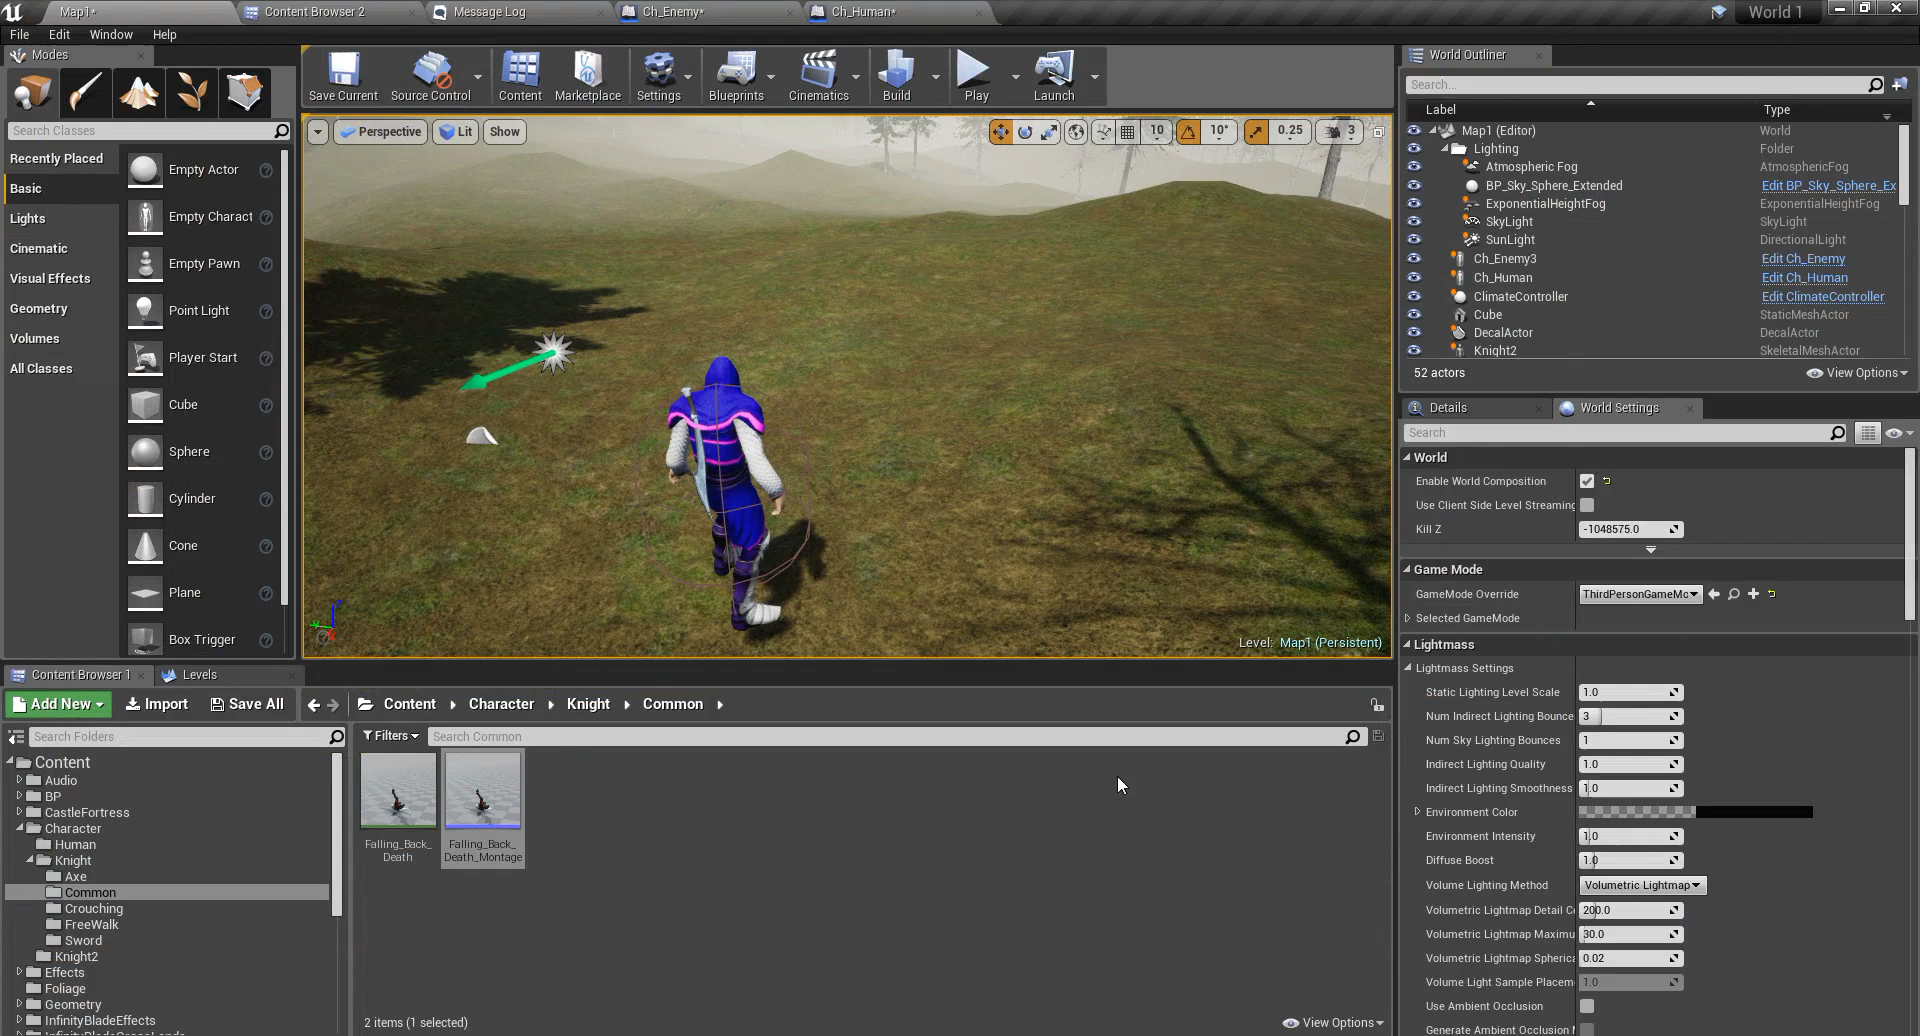 Map1*
Content Browser 2
Message Log
Ch_Enemy*
Ch_Human*
World 1
File Edit Window Help
Modes
Search Classes
Recently Placed
Basic
Lights
Cinematic
Visual Effects
Geometry
Volumes
All Classes
Empty Actor
Empty Charact
Empty Pawn
Point Light
Player Start
Cube
Sphere
Cylinder
Cone
Plane
Box Trigger
Save Current
Source Control
Content
Marketplace
Settings
Blueprints
Cinematics
Build
Play
Launch
Perspective
Lit
Show
10
10°
0.25
3
Level: Map1 (Persistent)
World Outliner
Search...
Label Type
Map1 (Editor) World
Lighting Folder
Atmospheric Fog AtmosphericFog
BP_Sky_Sphere_Extended Edit BP_Sky_Sphere_Ex
ExponentialHeightFog ExponentialHeightFog
SkyLight SkyLight
SunLight DirectionalLight
Ch_Enemy3 Edit Ch_Enemy
Ch_Human Edit Ch_Human
ClimateController Edit ClimateController
Cube StaticMeshActor
DecalActor DecalActor
Knight2 SkeletalMeshActor
52 actors
View Options
Details
World Settings
Search
World
Enable World Composition
Use Client Side Level Streaming
Kill Z -1048575.0
Game Mode
GameMode Override ThirdPersonGameMo
Selected GameMode
Lightmass
Lightmass Settings
Static Lighting Level Scale 1.0
Num Indirect Lighting Bounce 3
Num Sky Lighting Bounces 1
Indirect Lighting Quality 1.0
Indirect Lighting Smoothness 1.0
Environment Color
Environment Intensity 1.0
Diffuse Boost 1.0
Volume Lighting Method Volumetric Lightmap
Volumetric Lightmap Detail C 200.0
Volumetric Lightmap Maximu 30.0
Volumetric Lightmap Spherica 0.02
Volume Light Sample Placem 1.0
Use Ambient Occlusion
Generate Ambient Occlusion M
Content Browser 1
Levels
Add New
Import
Save All
Content
Character
Knight
Common
Search Folders
Filters
Search Common
Content
Audio
BP
CastleFortress
Character
Human
Knight
Axe
Common
Crouching
FreeWalk
Sword
Knight2
Effects
Foliage
Geometry
InfinityBladeEffects
Falling_Back_
Death
Falling_Back_
Death_Montage
2 items (1 selected)
View Options